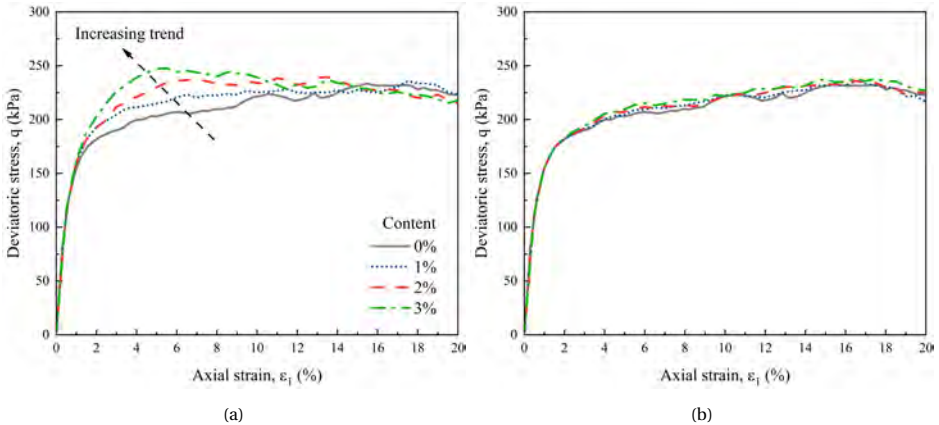 300
250
200
150
100
50
0
Deviatoric stress, q (kPa)
Increasing trend
Content
0%
1%
2%
3%
0 2 4 6 8 10 12 14 16 18 20
Axial strain, ε1 (%)
(a)
300
250
200
150
100
50
0
Deviatoric stress, q (kPa)
0 2 4 6 8 10 12 14 16 18 20
Axial strain, ε1 (%)
(b)